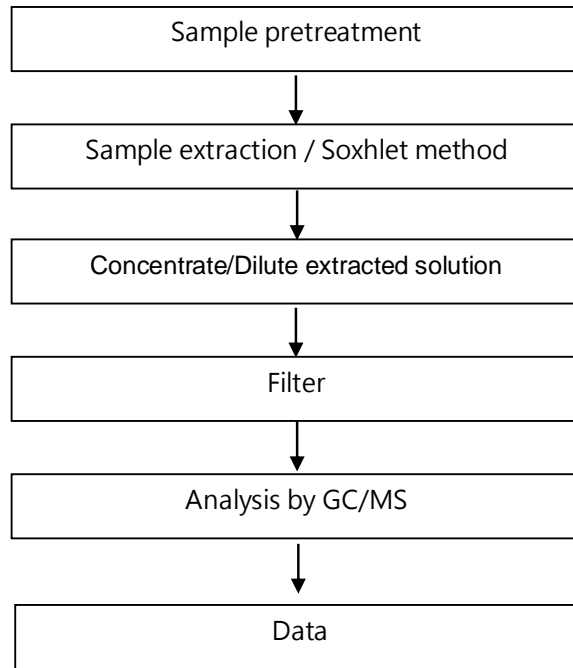 Sample pretreatment
Sample extraction / Soxhlet method
Concentrate/Dilute extracted solution
Filter
Analysis by GC/MS
Data